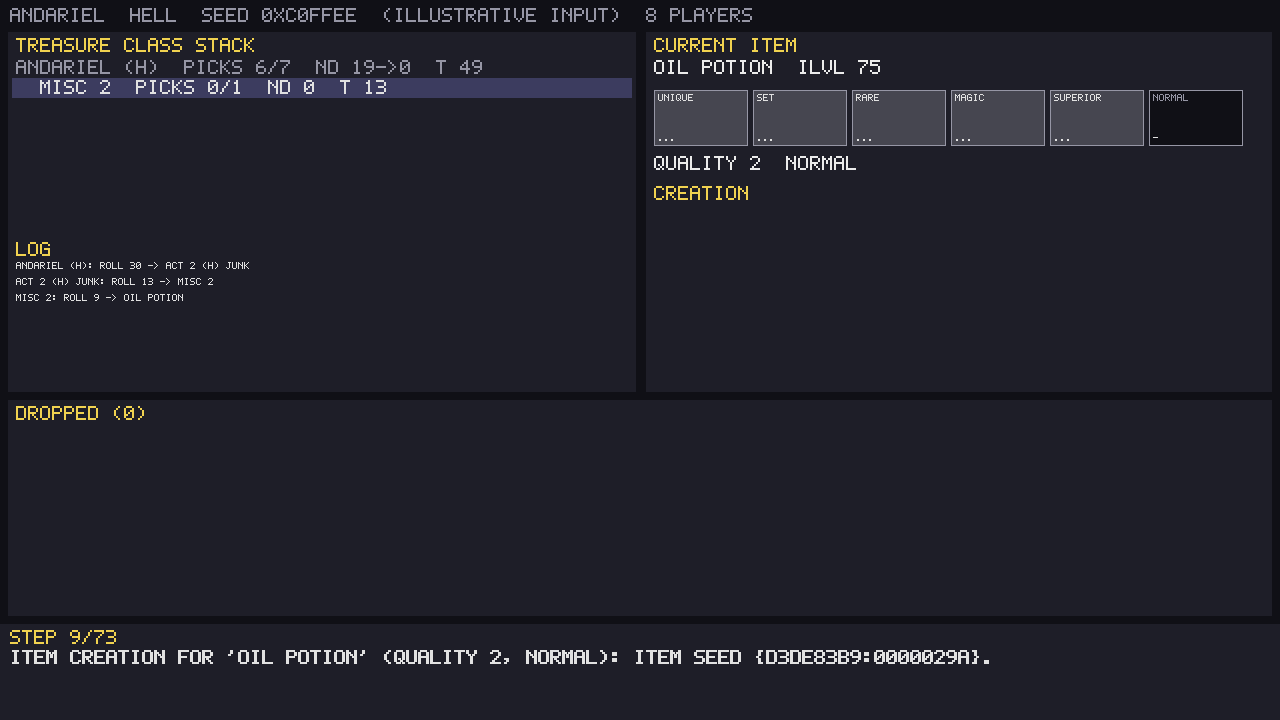 ANDARIEL  HELL  SEED 0XC0FFEE  (ILLUSTRATIVE INPUT)  8 PLAYERS
TREASURE CLASS STACK
ANDARIEL (H)  PICKS 6/7  ND 19->0  T 49
MISC 2  PICKS 0/1  ND 0  T 13
LOG
ANDARIEL (H): ROLL 30 -> ACT 2 (H) JUNK
ACT 2 (H) JUNK: ROLL 13 -> MISC 2
MISC 2: ROLL 9 -> OIL POTION
CURRENT ITEM
OIL POTION  ILVL 75
UNIQUE  SET  RARE  MAGIC  SUPERIOR  NORMAL
...  ...  ...  ...  ...  _
QUALITY 2  NORMAL
CREATION
DROPPED (0)
STEP 9/73
ITEM CREATION FOR 'OIL POTION' (QUALITY 2, NORMAL): ITEM SEED {D3DE83B9:0000029A}.